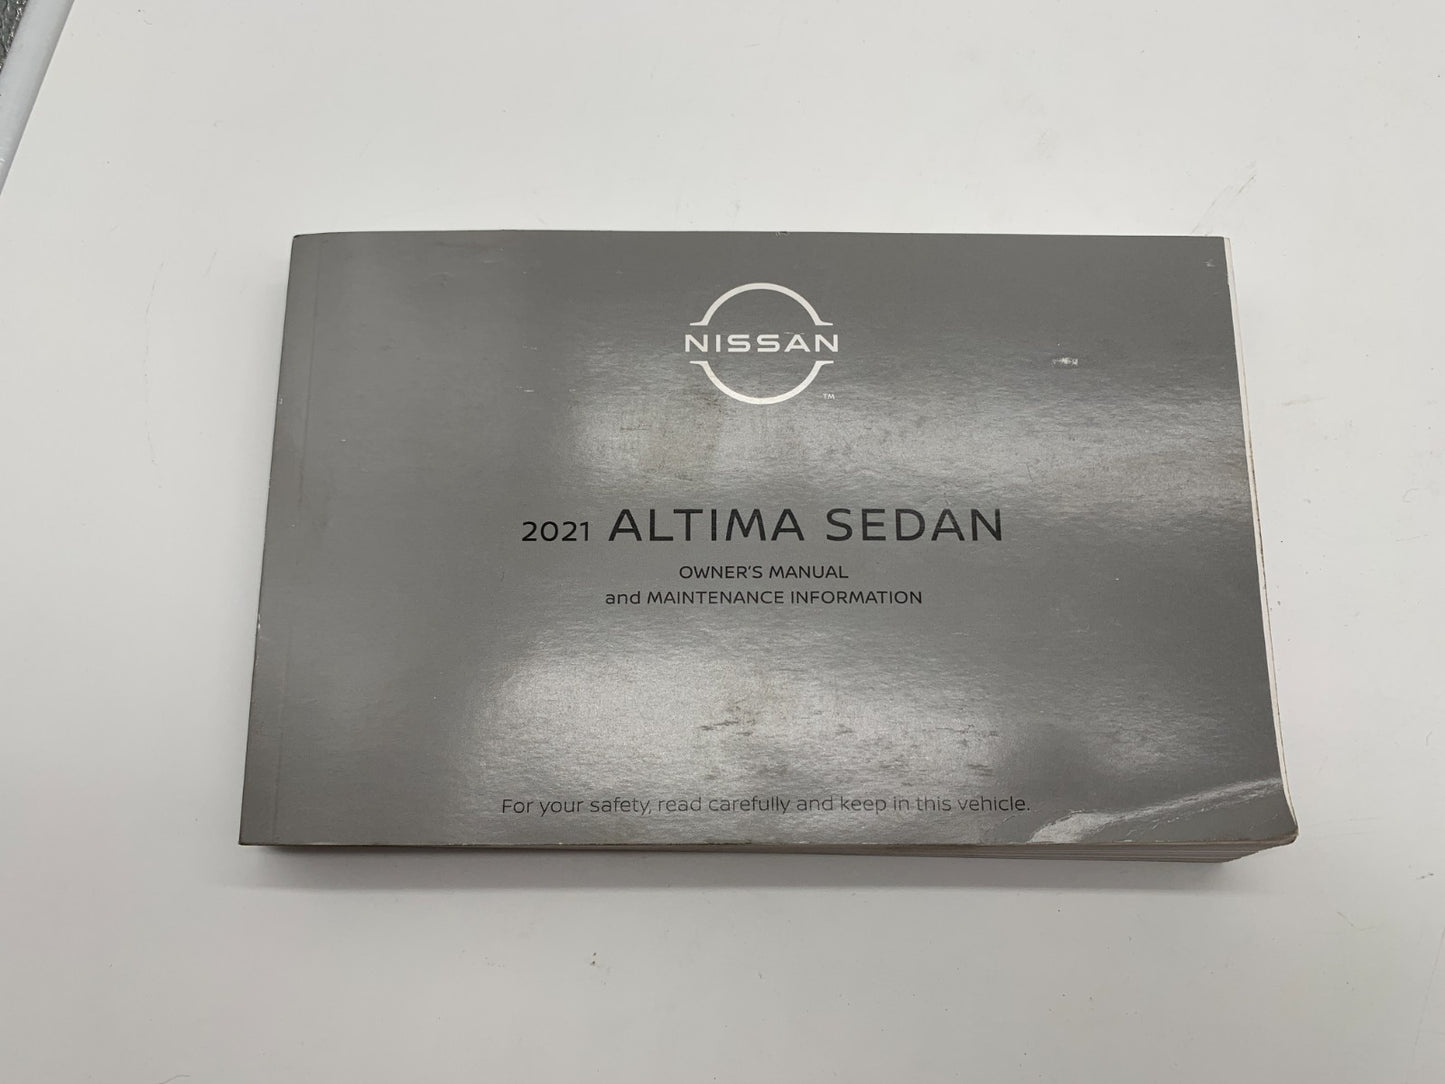 NISSAN
TM
2021 ALTIMA SEDAN
OWNER'S MANUAL
and MAINTENANCE INFORMATION
For your safety, read carefully and keep in this vehicle.